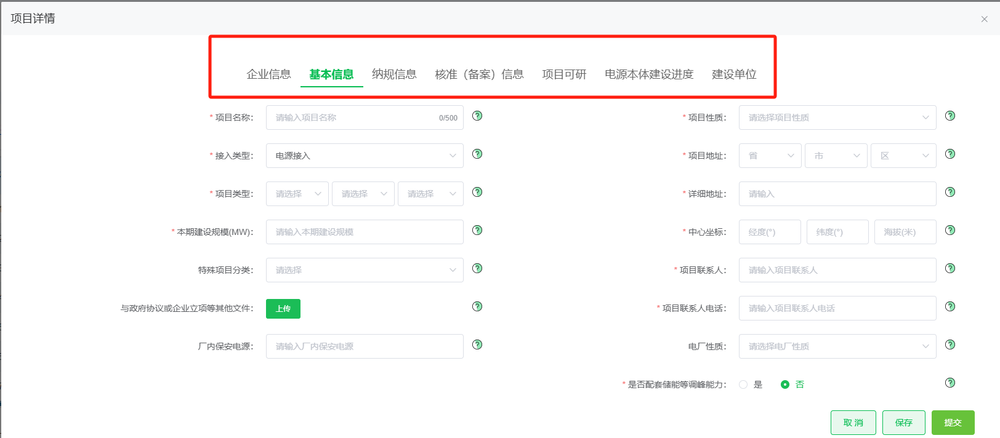 项目详情
企业信息 基本信息 纳规信息 核准（备案）信息 项目可研 电源本体建设进度 建设单位
* 项目名称： 请输入项目名称 0/500 ? * 项目性质： 请选择项目性质 ?
* 接入类型： 电源接入 ? * 项目地址： 省 市 区 ?
* 项目类型： 请选择 请选择 请选择 ? * 详细地址： 请输入 ?
* 本期建设规模(MW)： 请输入本期建设规模 ? * 中心坐标： 经度(°) 纬度(°) 海拔(米) ?
特殊项目分类： 请选择 ? * 项目联系人： 请输入项目联系人 ?
与政府协议或企业立项等其他文件： 上传 ? * 项目联系人电话： 请输入项目联系人电话 ?
厂内保安电源： 请输入厂内保安电源 ? 电厂性质： 请选择电厂性质 ?
* 是否配套储能等调峰能力： 是 否 ?
取 消 保存 提交